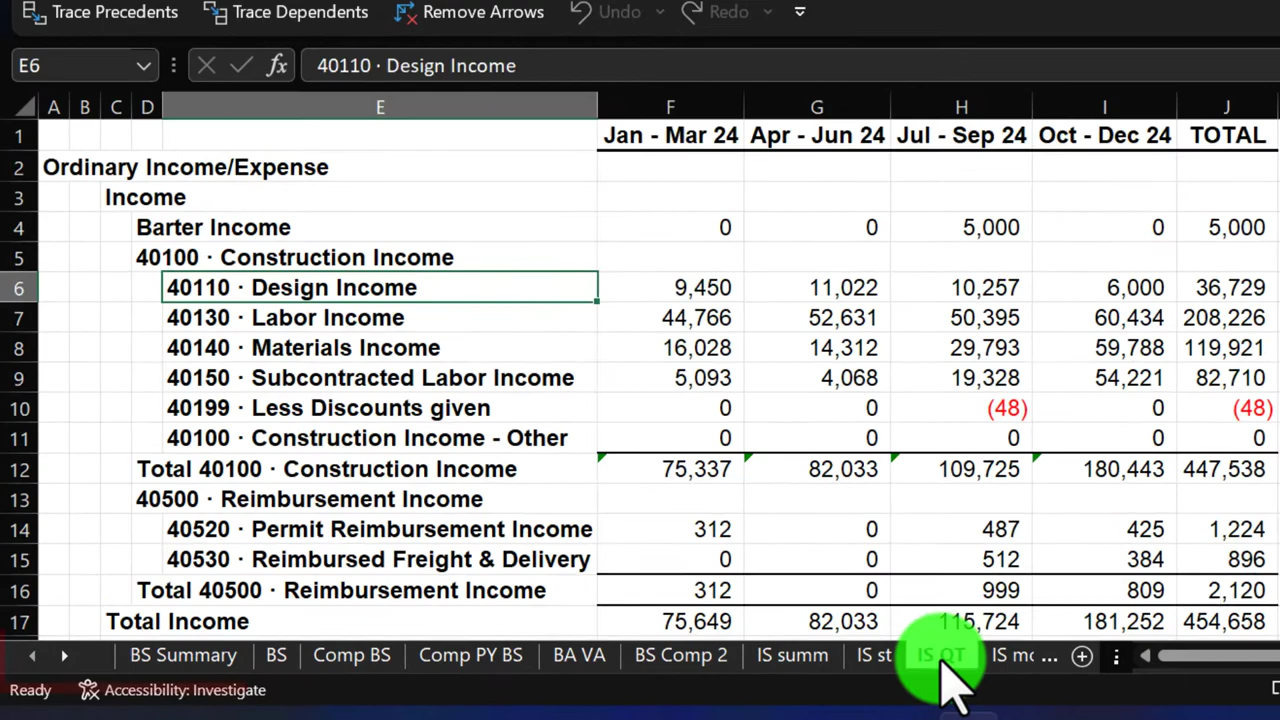 Trace Precedents Trace Dependents Remove Arrows Undo Redo
E6 fx 40110 · Design Income
A B C D E F G H I J
1 Jan - Mar 24 Apr - Jun 24 Jul - Sep 24 Oct - Dec 24 TOTAL
2 Ordinary Income/Expense
3 Income
4 Barter Income 0 0 5,000 0 5,000
5 40100 · Construction Income
6 40110 · Design Income 9,450 11,022 10,257 6,000 36,729
7 40130 · Labor Income 44,766 52,631 50,395 60,434 208,226
8 40140 · Materials Income 16,028 14,312 29,793 59,788 119,921
9 40150 · Subcontracted Labor Income 5,093 4,068 19,328 54,221 82,710
10 40199 · Less Discounts given 0 0 (48) 0 (48)
11 40100 · Construction Income - Other 0 0 0 0 0
12 Total 40100 · Construction Income 75,337 82,033 109,725 180,443 447,538
13 40500 · Reimbursement Income
14 40520 · Permit Reimbursement Income 312 0 487 425 1,224
15 40530 · Reimbursed Freight & Delivery 0 0 512 384 896
16 Total 40500 · Reimbursement Income 312 0 999 809 2,120
17 Total Income 75,649 82,033 115,724 181,252 454,658
BS Summary BS Comp BS Comp PY BS BA VA BS Comp 2 IS summ IS st IS QT IS mc ...
Ready Accessibility: Investigate